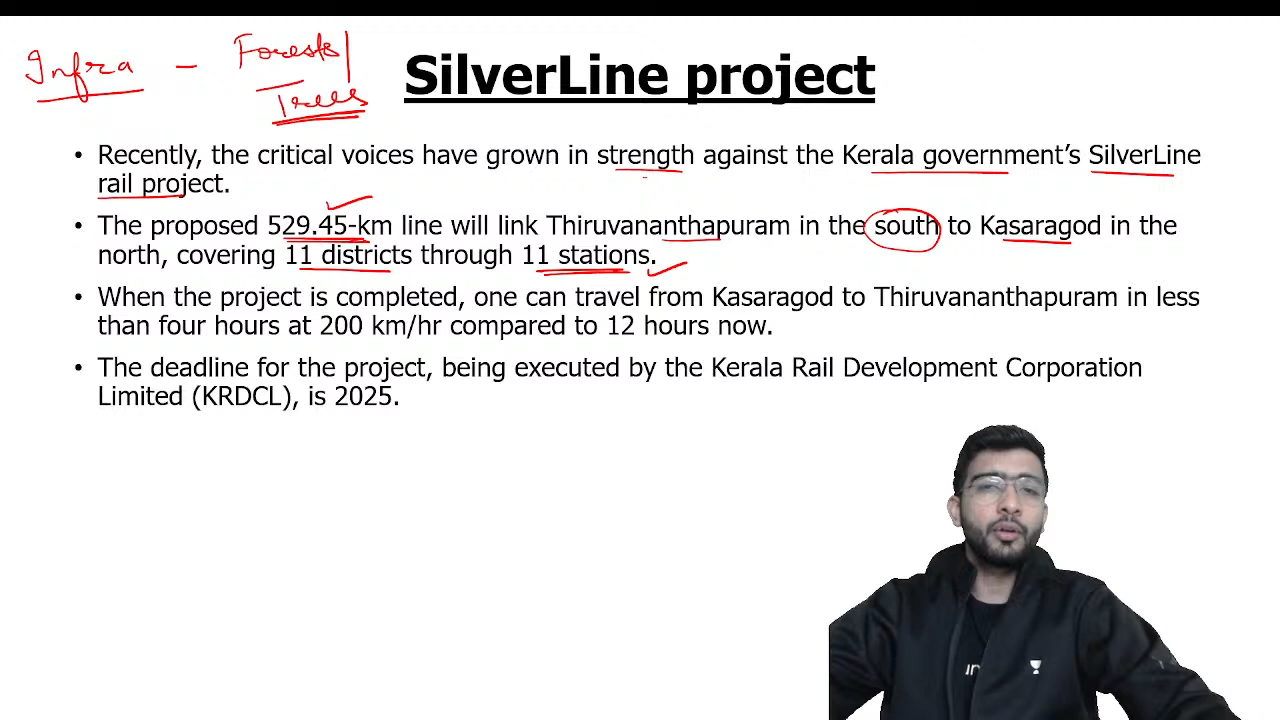 Infra - Forests/
Trees
SilverLine project
• Recently, the critical voices have grown in strength against the Kerala government's SilverLine
rail project.
• The proposed 529.45-km line will link Thiruvananthapuram in the south to Kasaragod in the
north, covering 11 districts through 11 stations.
• When the project is completed, one can travel from Kasaragod to Thiruvananthapuram in less
than four hours at 200 km/hr compared to 12 hours now.
• The deadline for the project, being executed by the Kerala Rail Development Corporation
Limited (KRDCL), is 2025.